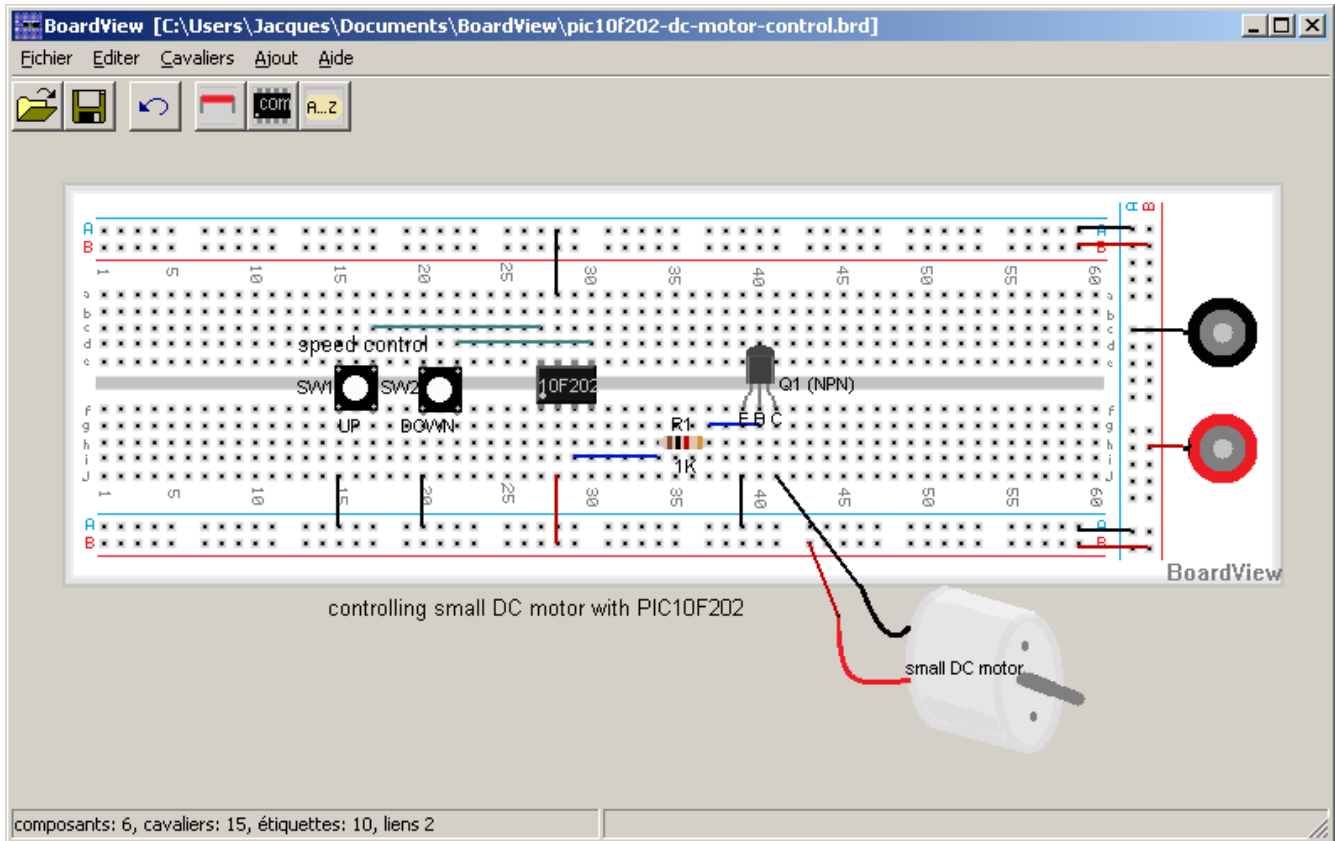 BoardView [C:\Users\Jacques\Documents\BoardView\pic10f202-dc-motor-control.brd]
Fichier Editer Cavaliers Ajout Aide
.com A...Z
A B
A A
B B
1 5 10 15 20 25 30 35 40 45 50 55 60
a a
b b
c c
d speed control d
e e
SW1 SW2 10F202 Q1 (NPN)
f f
g UP DOWN R1 E B C g
h h
i 1K i
J J
1 5 10 15 20 25 30 35 40 45 50 55 60
A A
B B
BoardView
controlling small DC motor with PIC10F202
small DC motor
composants: 6, cavaliers: 15, étiquettes: 10, liens 2